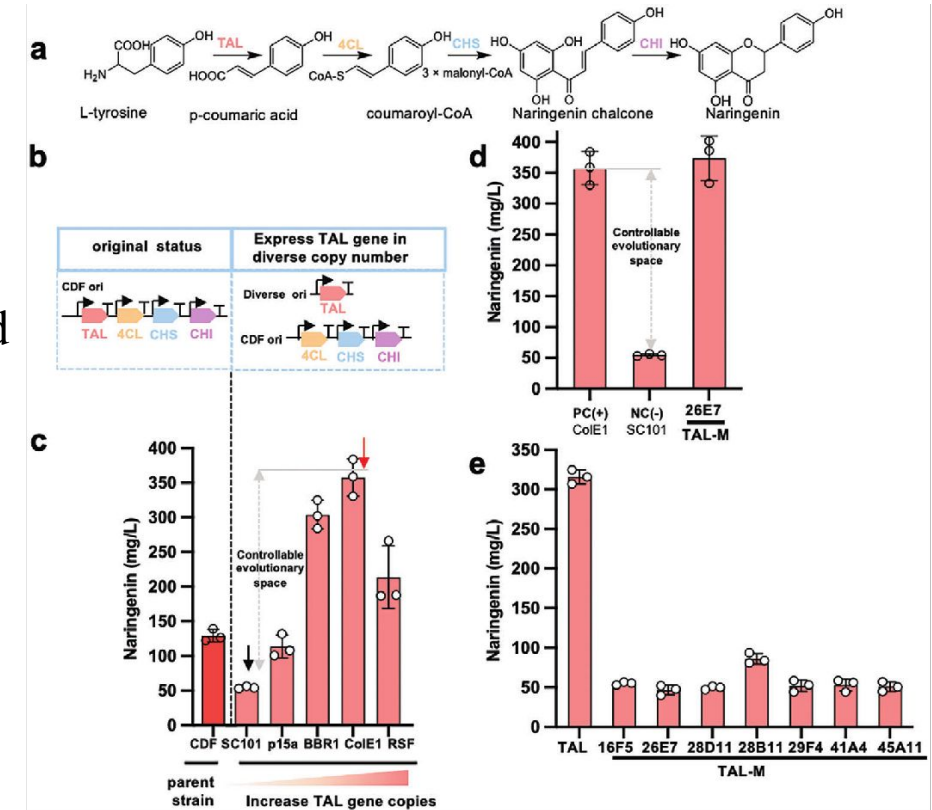 a
TAL
4CL
CHS
CHI
COOH
OH
H₂N
HOOC
OH
CoA-S
OH
3 × malonyl-CoA
HO
OH
OH
OH
O
HO
O
OH
OH
O
L-tyrosine
p-coumaric acid
coumaroyl-CoA
Naringenin chalcone
Naringenin
b
original status
Express TAL gene in
diverse copy number
CDF ori
TAL 4CL CHS CHI
Diverse ori
TAL
CDF ori
4CL CHS CHI
c
Naringenin (mg/L)
400
350
300
250
200
150
100
50
0
Controllable
evolutionary
space
CDF SC101 p15a BBR1 ColE1 RSF
parent
strain
Increase TAL gene copies
d
Naringenin (mg/L)
400
350
300
250
200
150
100
50
0
Controllable
evolutionary
space
PC(+) NC(-) 26E7
ColE1 SC101 TAL-M
e
Naringenin (mg/L)
350
300
250
200
150
100
50
0
TAL 16F5 26E7 28D11 28B11 29F4 41A4 45A11
TAL-M
d